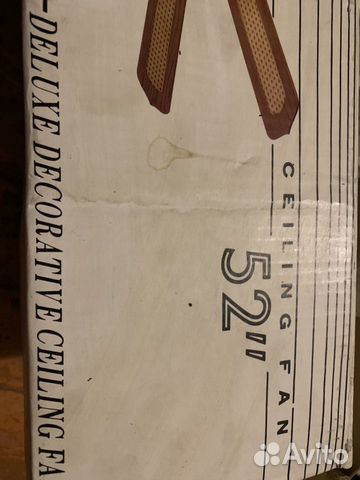 -DELUXE DECORATIVE CEILING FA
CEILING FAN
52"
Avito